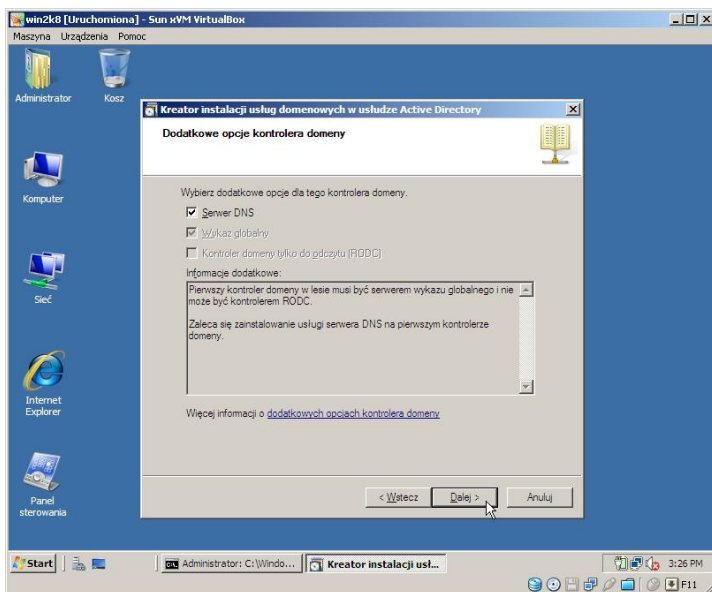 win2k8 [Uruchomiona] - Sun xVM VirtualBox
Maszyna Urządzenia Pomoc
Administrator
Kosz
Komputer
Sieć
Internet
Explorer
Panel
sterowania
Kreator instalacji usług domenowych w usłudze Active Directory
Dodatkowe opcje kontrolera domeny
Wybierz dodatkowe opcje dla tego kontrolera domeny.
Serwer DNS
Wykaz globalny
Kontroler domeny tylko do odczytu (RODC)
Informacje dodatkowe:
Pierwszy kontroler domeny w lesie musi być serwerem wykazu globalnego i nie
może być kontrolerem RODC.
Zaleca się zainstalowanie usługi serwera DNS na pierwszym kontrolerze
domeny.
Więcej informacji o dodatkowych opcjach kontrolera domeny
< Wstecz
Dalej >
Anuluj
Start
Administrator: C:\Windo...
Kreator instalacji usł...
3:26 PM
F11